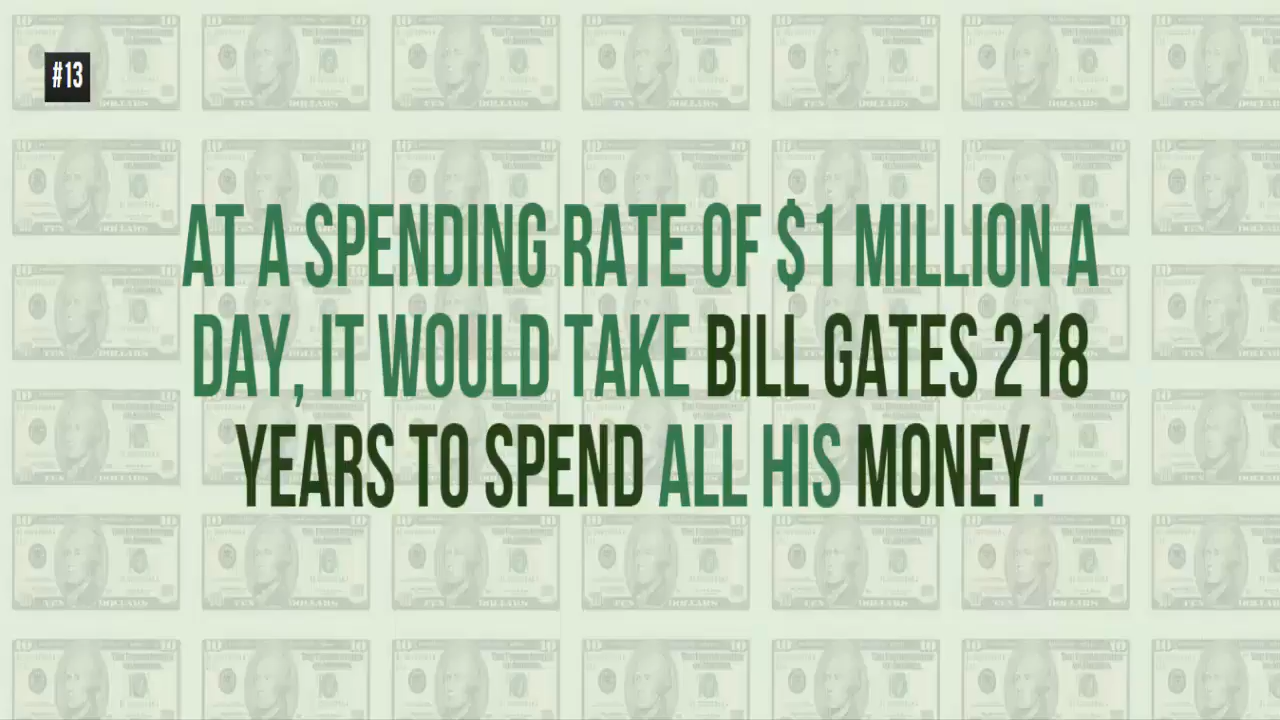 #13
AT A SPENDING RATE OF $1 MILLION A
DAY, IT WOULD TAKE BILL GATES 218
YEARS TO SPEND ALL HIS MONEY.